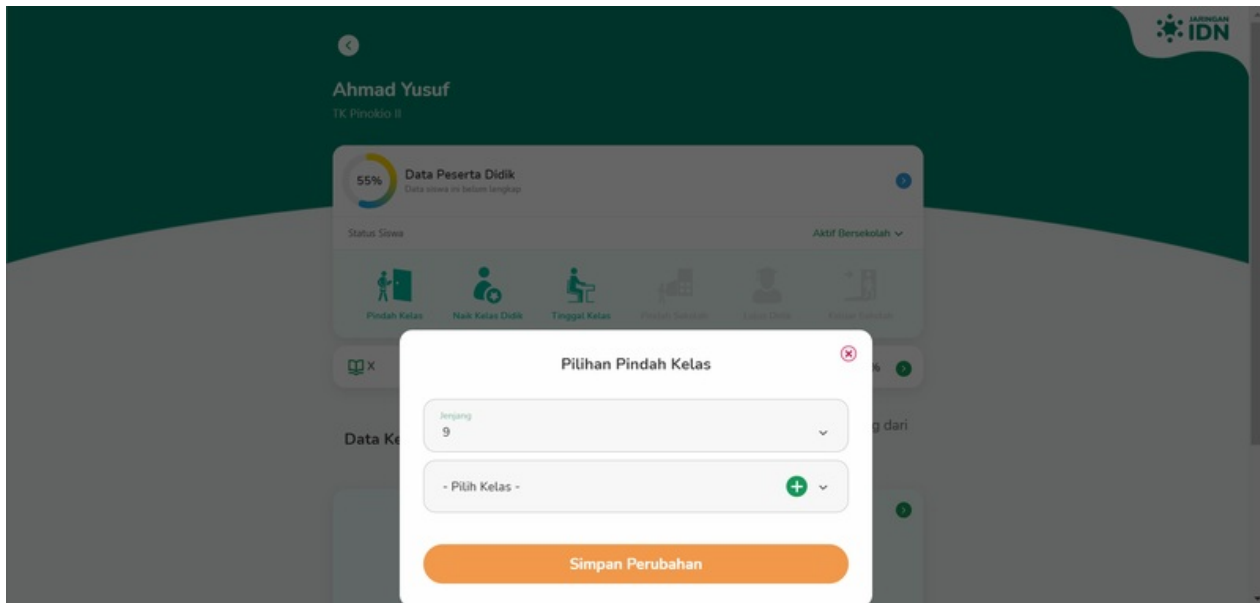 JARINGAN
IDN
Ahmad Yusuf
TK Pinokio II
55%
Data Peserta Didik
Data siswa ini belum lengkap
Status Siswa
Aktif Bersekolah
Pindah Kelas
Naik Kelas Didik
Tinggal Kelas
Pindah Sekolah
Lulus Didik
Keluar Sekolah
X
%
Pilihan Pindah Kelas
Data Ke
g dari
Jenjang
9
- Pilih Kelas -
Simpan Perubahan